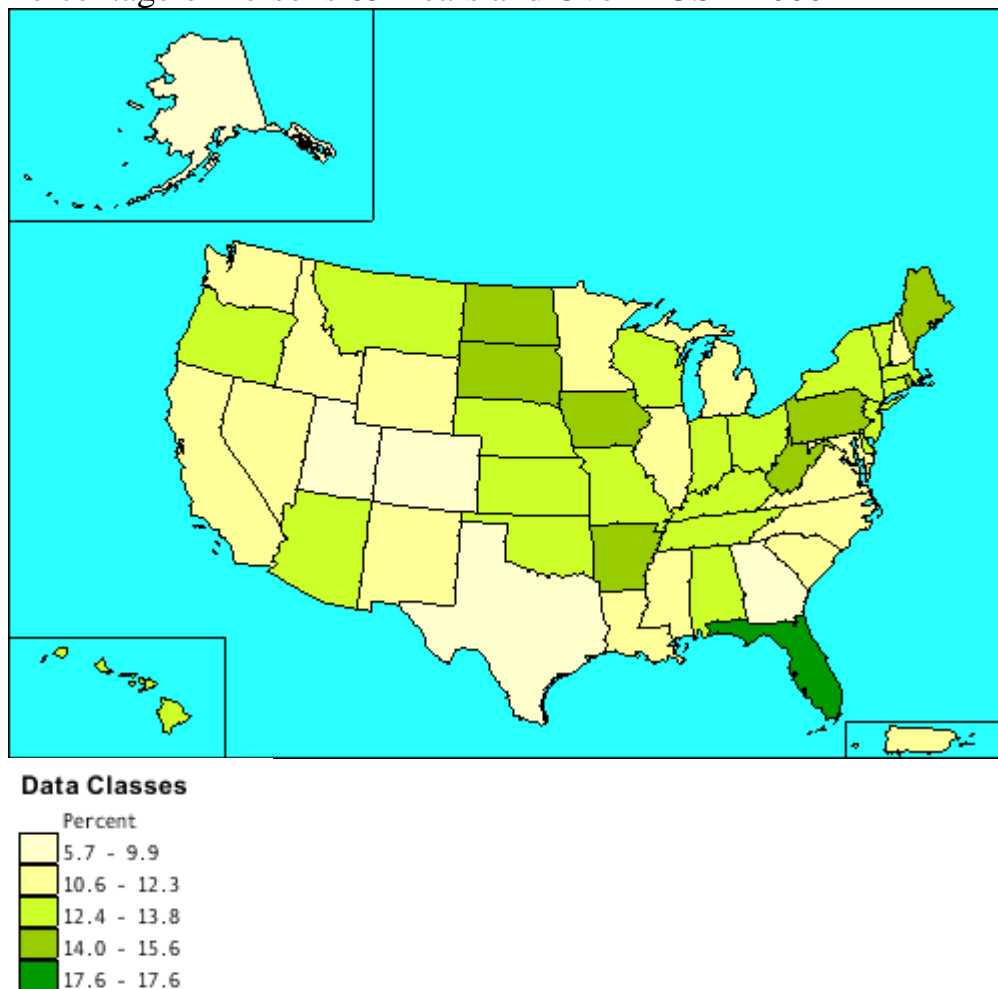 Data Classes
Percent
5.7 - 9.9
10.6 - 12.3
12.4 - 13.8
14.0 - 15.6
17.6 - 17.6